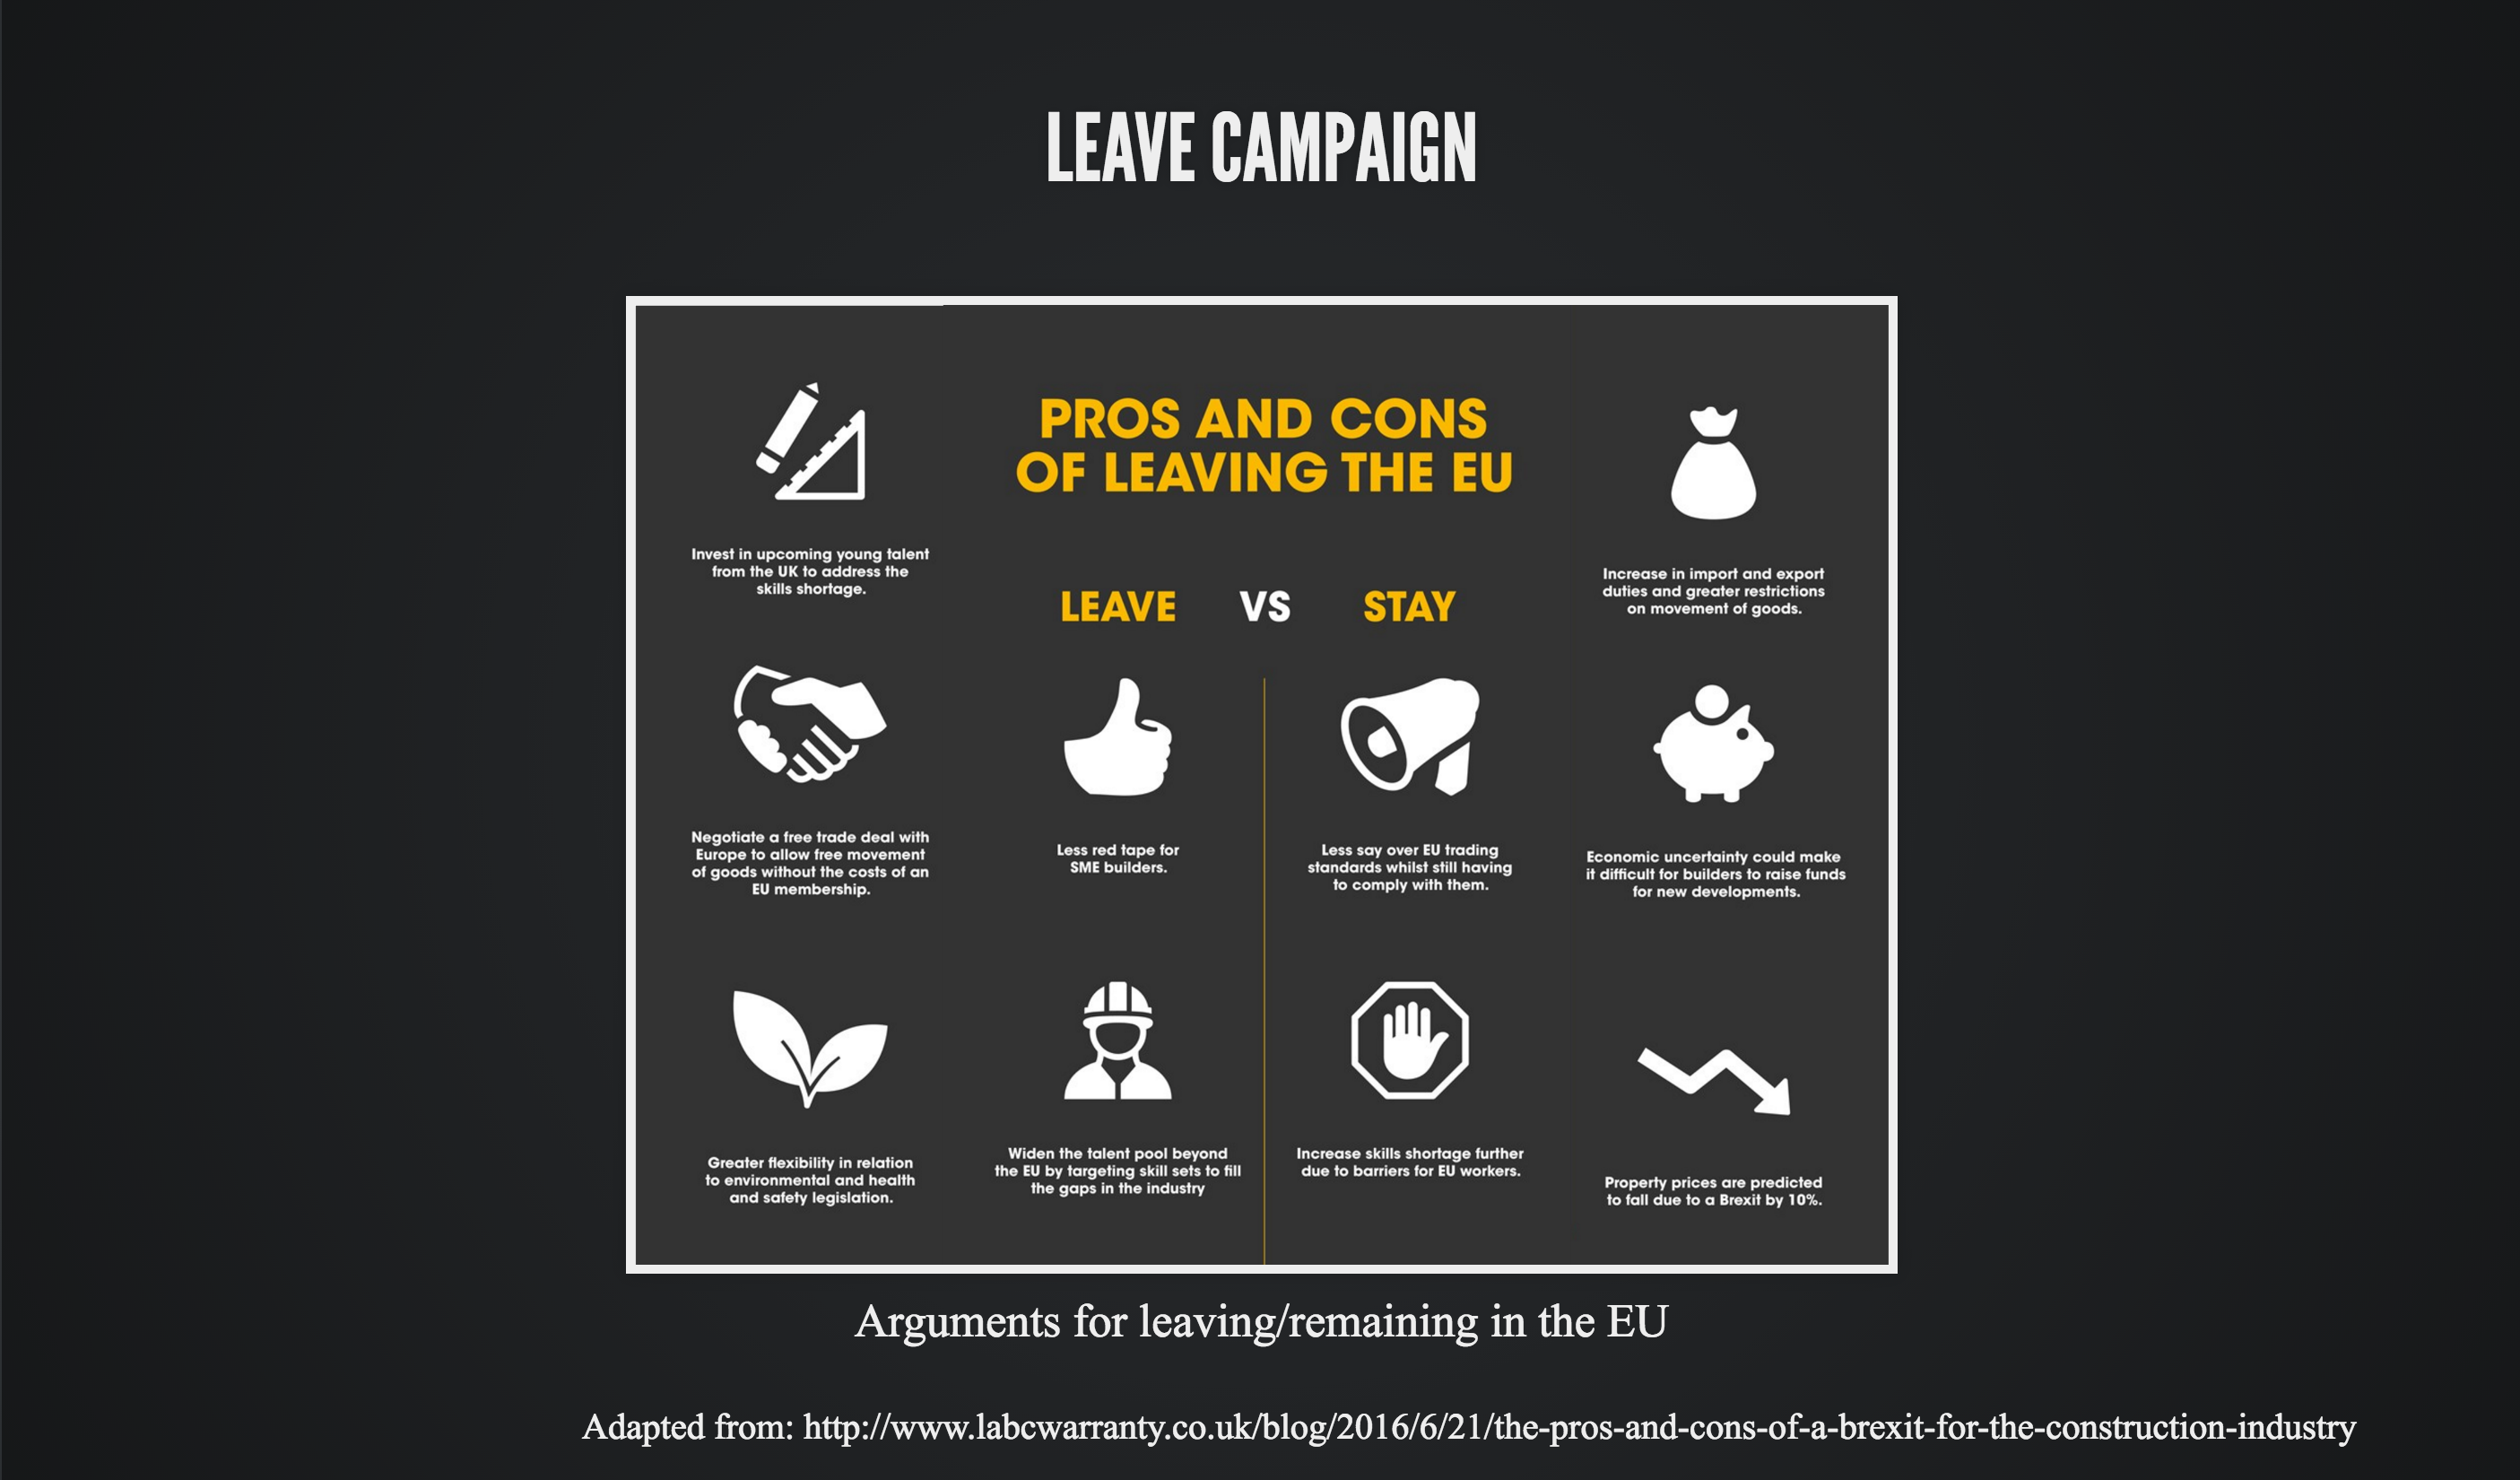 LEAVE CAMPAIGN
PROS AND CONS
OF LEAVING THE EU
Invest in upcoming young talent
from the UK to address the
skills shortage.
Increase in import and export
duties and greater restrictions
on movement of goods.
LEAVE VS STAY
Negotiate a free trade deal with
Europe to allow free movement
of goods without the costs of an
EU membership.
Less red tape for
SME builders.
Less say over EU trading
standards whilst still having
to comply with them.
Economic uncertainty could make
it difficult for builders to raise funds
for new developments.
Greater flexibility in relation
to environmental and health
and safety legislation.
Widen the talent pool beyond
the EU by targeting skill sets to fill
the gaps in the industry
Increase skills shortage further
due to barriers for EU workers.
Property prices are predicted
to fall due to a Brexit by 10%.
Arguments for leaving/remaining in the EU
Adapted from: http://www.labcwarranty.co.uk/blog/2016/6/21/the-pros-and-cons-of-a-brexit-for-the-construction-industry